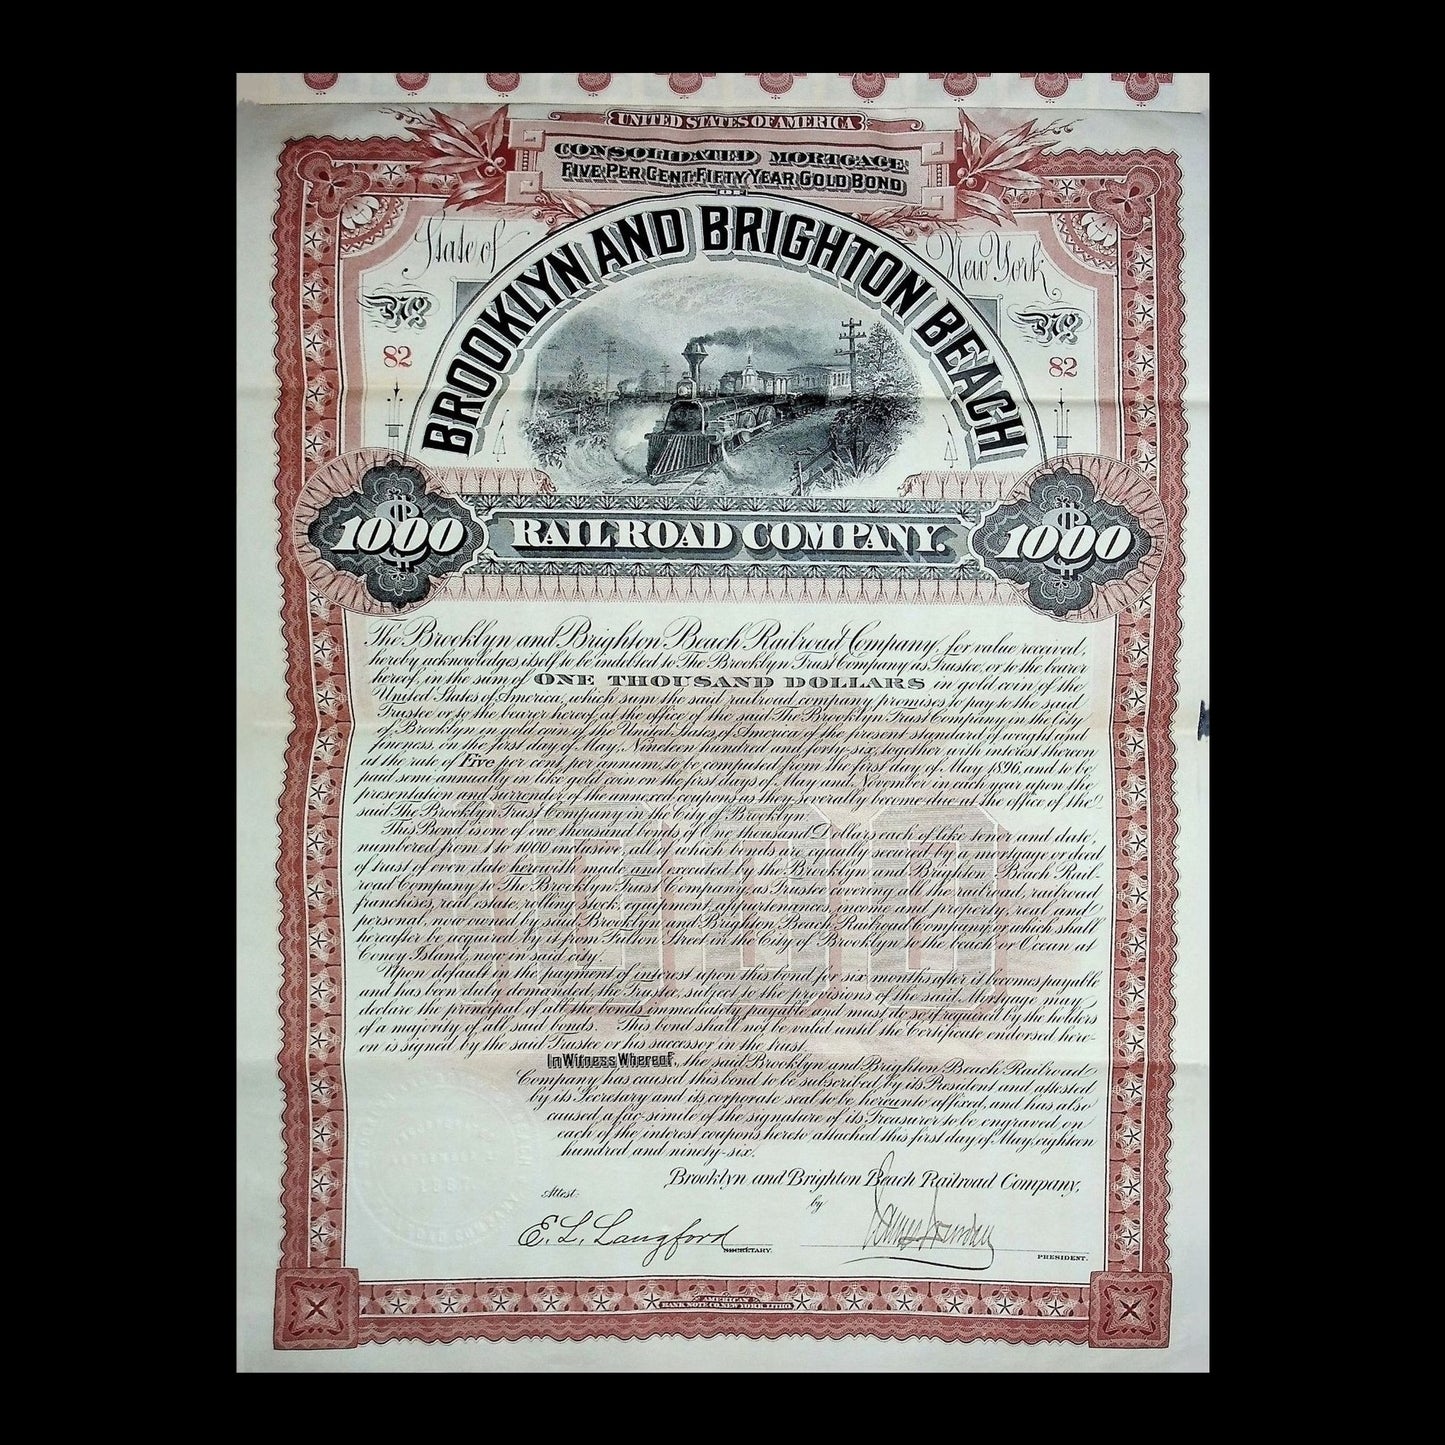 UNITED STATES OF AMERICA
CONSOLIDATED MORTGAGE
FIVE PER CENT FIFTY YEAR GOLD BOND
OF
State of New York
BROOKLYN AND BRIGHTON BEACH
No. 82
No. 82
$1000 RAILROAD COMPANY. $1000
The Brooklyn and Brighton Beach Railroad Company, for value received,
hereby acknowledges itself to be indebted to The Brooklyn Trust Company as Trustee, or to the bearer
hereof, in the sum of ONE THOUSAND DOLLARS in gold coin of the
United States of America, which sum the said railroad company promises to pay to the said
Trustee or to the bearer hereof, at the office of the said The Brooklyn Trust Company in the City
of Brooklyn in gold coin of the United States of America of the present standard of weight and
fineness, on the first day of May, Nineteen hundred and forty-six, together with interest thereon
at the rate of Five per cent, per annum, to be computed from the first day of May 1896, and to be
paid semi-annually in like gold coin on the first days of May and November in each year upon the
presentation and surrender of the annexed coupons as they severally become due at the office of the
said The Brooklyn Trust Company in the City of Brooklyn.
This Bond is one of one thousand bonds of One thousand Dollars each of like tenor and date,
numbered from 1 to 1000 inclusive, all of which bonds are equally secured by a mortgage or deed
of trust of even date herewith made and executed by the Brooklyn and Brighton Beach Rail-
road Company to The Brooklyn Trust Company as Trustee covering all the railroad, railroad
franchises, real estate, rolling stock, equipment, appurtenances, income and property, real and
personal, now owned by said Brooklyn and Brighton Beach Railroad Company or which shall
hereafter be acquired by it from Fulton Street in the City of Brooklyn to the beach or Ocean at
Coney Island, now in said city.
Upon default in the payment of interest upon this bond for six months after it becomes payable
and has been duly demanded, the Trustee, subject to the provisions of the said Mortgage may
declare the principal of all the bonds immediately payable and must do so if required by the holders
of a majority of all said bonds. This bond shall not be valid until the Certificate endorsed here-
on is signed by the said Trustee or his successor in the trust.
In Witness Whereof, the said Brooklyn and Brighton Beach Railroad
Company has caused this bond to be subscribed by its President and attested
by its Secretary and its corporate seal to be hereunto affixed, and has also
caused a fac-simile of the signature of its Treasurer to be engraved on
each of the interest coupons hereto attached this first day of May, eighteen
hundred and ninety-six.
Brooklyn and Brighton Beach Railroad Company,
Attest: by
E. L. Langford
SECRETARY.
James Jourdan
PRESIDENT.
AMERICAN
BANK NOTE CO. NEW YORK. LITHO.